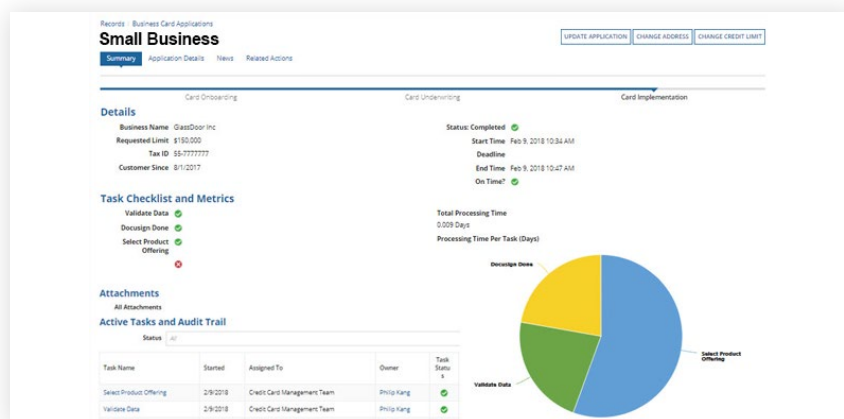 Records / Business Card Applications
Small Business
UPDATE APPLICATION CHANGE ADDRESS CHANGE CREDIT LIMIT
Summary Application Details News Related Actions
Card Onboarding Card Underwriting Card Implementation
Details
Business Name GlassDoor Inc
Requested Limit $150,000
Tax ID 55-7777777
Customer Since 8/1/2017
Status: Completed
Start Time Feb 9, 2018 10:34 AM
Deadline
End Time Feb 9, 2018 10:47 AM
On Time?
Task Checklist and Metrics
Validate Data
Docusign Done
Select Product
Offering
Total Processing Time
0.009 Days
Processing Time Per Task (Days)
Docusign Done
Select Product
Offering
Validate Data
Attachments
All Attachments
Active Tasks and Audit Trail
Status All
Task Name Started Assigned To Owner Task
Statu
s
Select Product Offering 2/9/2018 Credit Card Management Team Philip Kang
Validate Data 2/9/2018 Credit Card Management Team Philip Kang